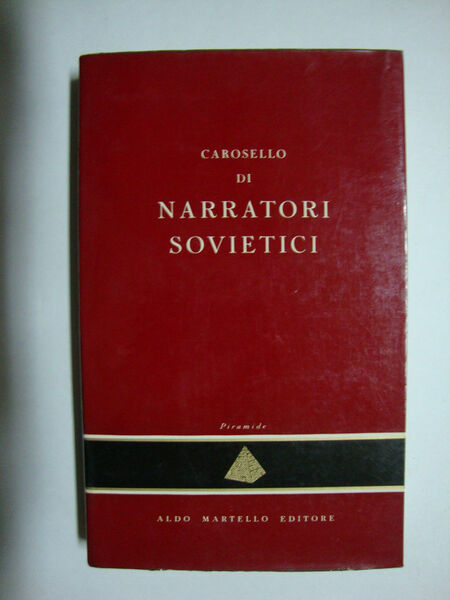 CAROSELLO
DI
NARRATORI
SOVIETICI
Piramide
ALDO MARTELLO EDITORE